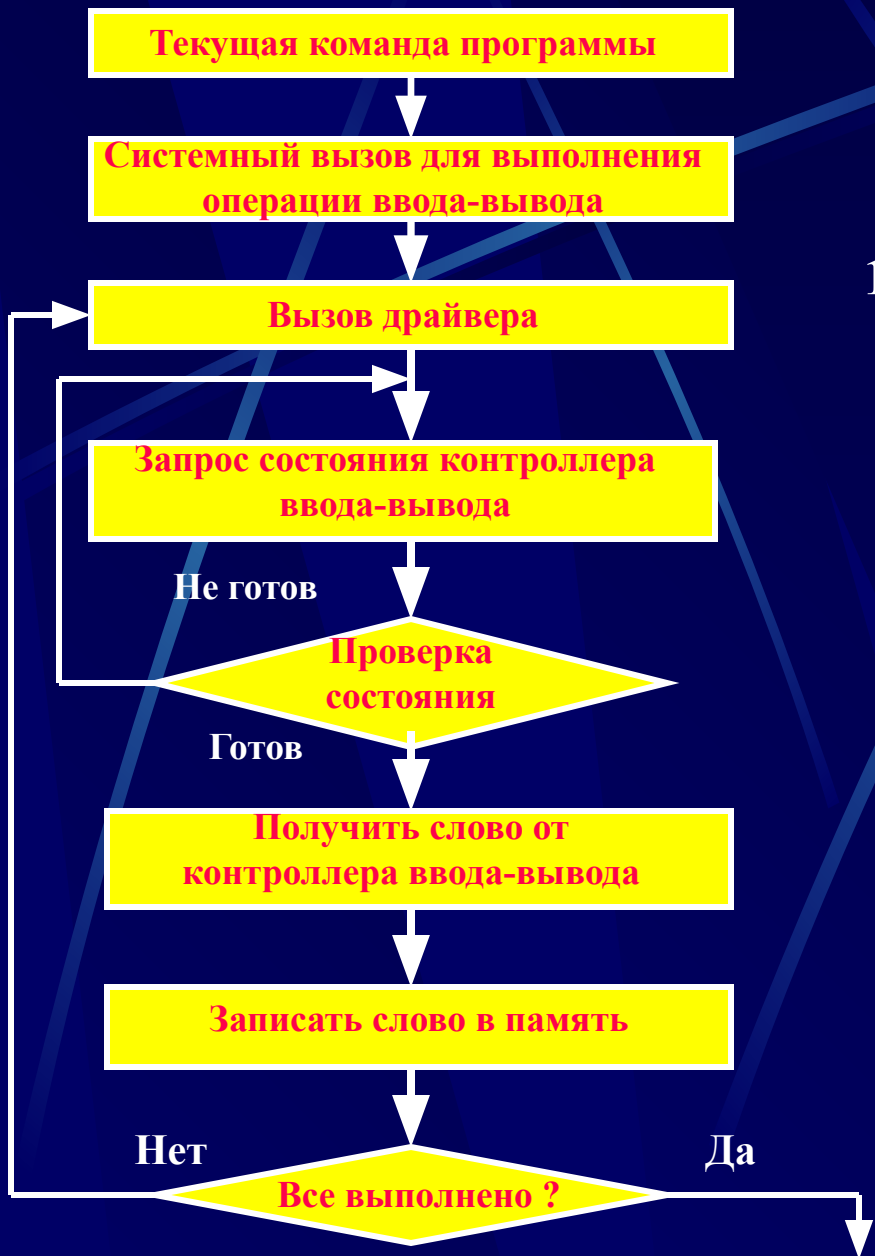 Текущая команда программы
Системный вызов для выполнения
операции ввода-вывода
Вызов драйвера
Запрос состояния контроллера
ввода-вывода
Не готов
Проверка
состояния
Готов
Получить слово от
контроллера ввода-вывода
Записать слово в память
Нет
Да
Все выполнено ?